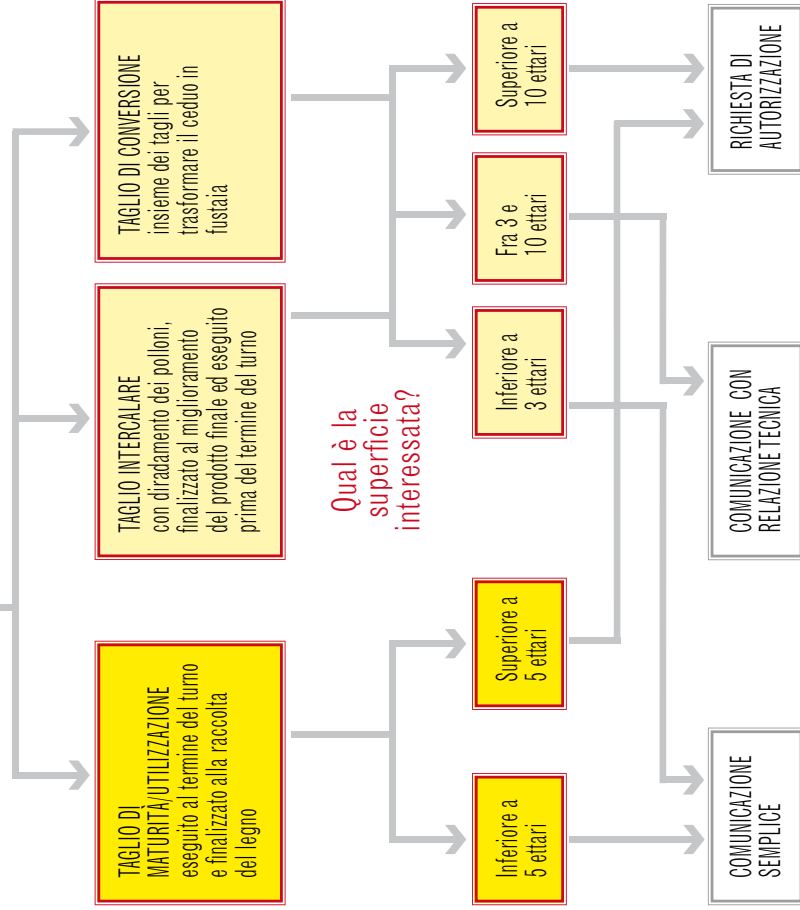 TAGLIO DI
MATURITÀ/UTILIZZAZIONE
eseguito al termine del turno
e finalizzato alla raccolta
del legno
TAGLIO INTERCALARE
con diradamento dei polloni,
finalizzato al miglioramento
del prodotto finale ed eseguito
prima del termine del turno
TAGLIO DI CONVERSIONE
insieme dei tagli per
trasformare il ceduo in
fustaia
Qual è la
superficie
interessata?
Inferiore a
5 ettari
Superiore a
5 ettari
Inferiore a
3 ettari
Fra 3 e
10 ettari
Superiore a
10 ettari
COMUNICAZIONE
SEMPLICE
COMUNICAZIONE CON
RELAZIONE TECNICA
RICHIESTA DI
AUTORIZZAZIONE